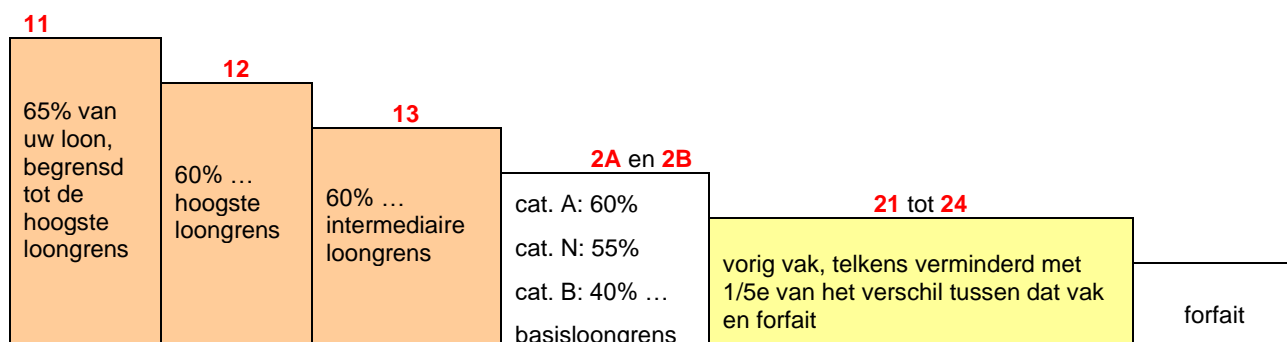 11
65% van
uw loon,
begrensd
tot de
hoogste
loongrens
12
60% …
hoogste
loongrens
13
60% …
intermediaire
loongrens
2A en 2B
cat. A: 60%
cat. N: 55%
cat. B: 40% …
basisloongrens
21 tot 24
vorig vak, telkens verminderd met
1/5e van het verschil tussen dat vak
en forfait
forfait